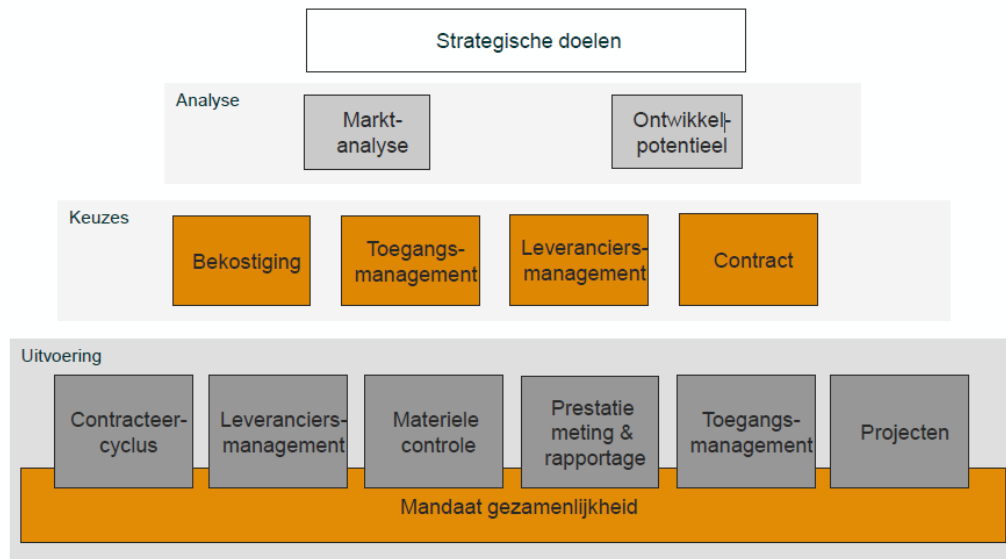 Strategische doelen
Analyse
Markt-
analyse
Ontwikkel-
potentieel
Keuzes
Bekostiging
Toegangs-
management
Leveranciers-
management
Contract
Uitvoering
Contracteer-
cyclus
Leveranciers-
management
Materiele
controle
Prestatie
meting &
rapportage
Toegangs-
management
Projecten
Mandaat gezamenlijkheid